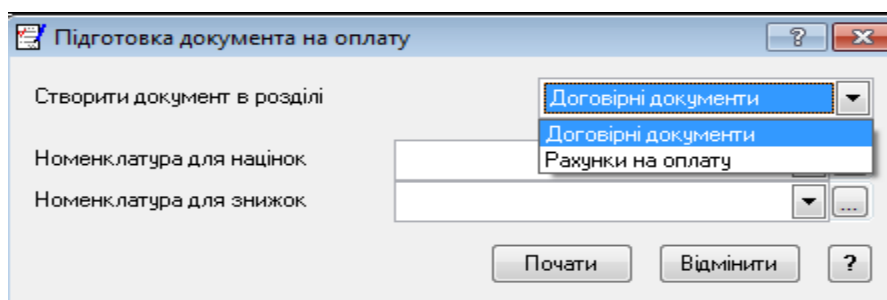 Підготовка документа на оплату
Створити документ в розділі
Договірні документи
Договірні документи
Рахунки на оплату
Номенклатура для націнок
Номенклатура для знижок
...
Почати
Відмінити
?